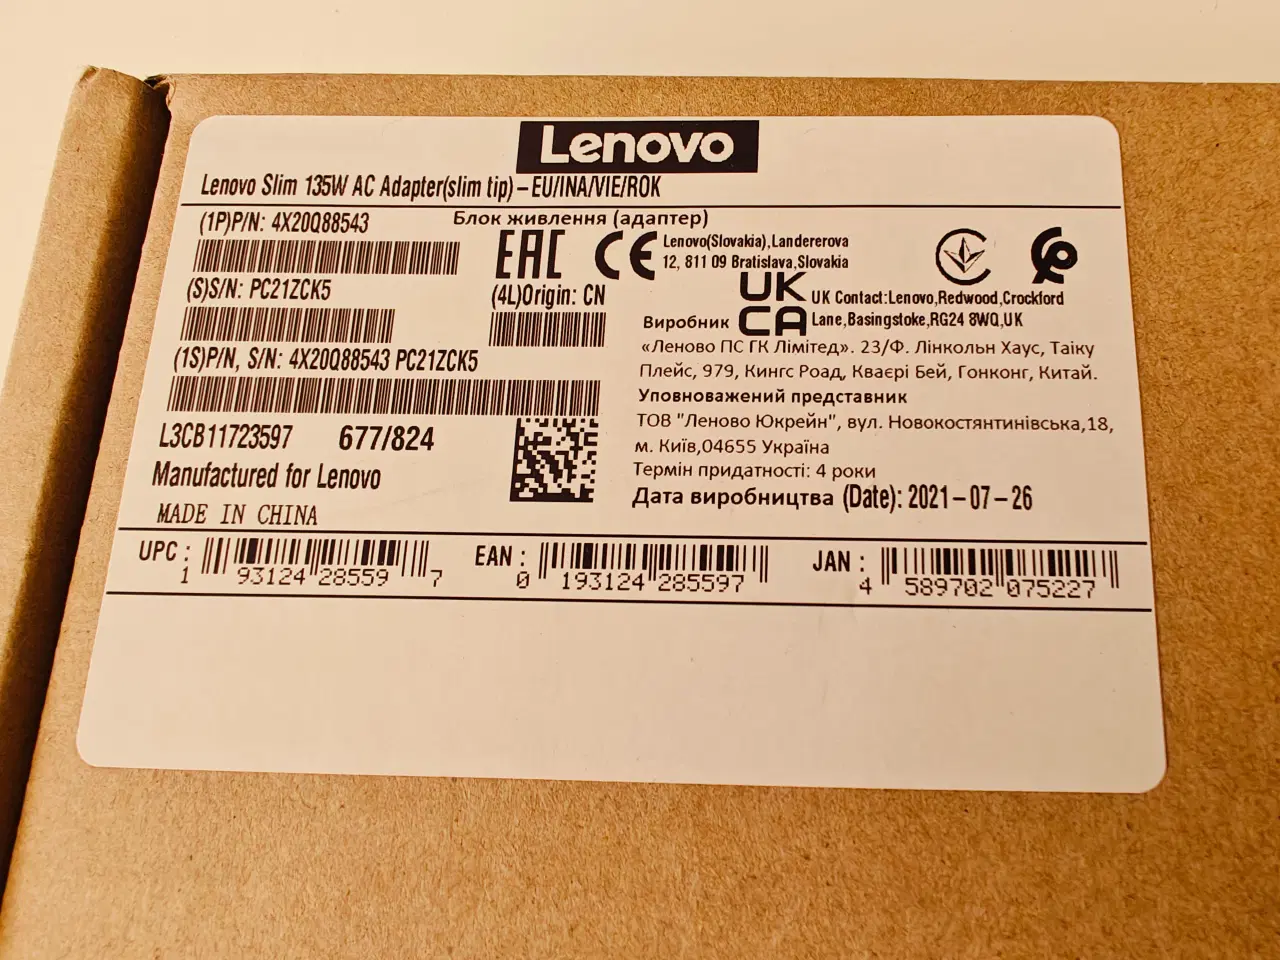 Lenovo
Lenovo Slim 135W AC Adapter(slim tip) – EU/INA/VIE/ROK
(1P)P/N: 4X20Q88543
Блок живлення (адаптер)
EAC CE
Lenovo(Slovakia),Landererova
12, 811 09 Bratislava,Slovakia
(S)S/N: PC21ZCK5
(4L)Origin: CN
UK
CA
UK Contact:Lenovo,Redwood,Crockford
Lane,Basingstoke,RG24 8WQ,UK
Виробник
«Леново ПС ГК Лімітед». 23/Ф. Лінкольн Хаус, Таіку
Плейс, 979, Кингс Роад, Кваєрі Бей, Гонконг, Китай.
(1S)P/N, S/N: 4X20Q88543 PC21ZCK5
Уповноважений представник
ТОВ "Леново Юкрейн", вул. Новокостянтинівська,18,
м. Київ,04655 Україна
L3CB11723597 677/824
Термін придатності: 4 роки
Manufactured for Lenovo
Дата виробництва (Date): 2021-07-26
MADE IN CHINA
UPC : 1 93124 28559 7
EAN : 0 193124 285597
JAN : 4 589702 075227